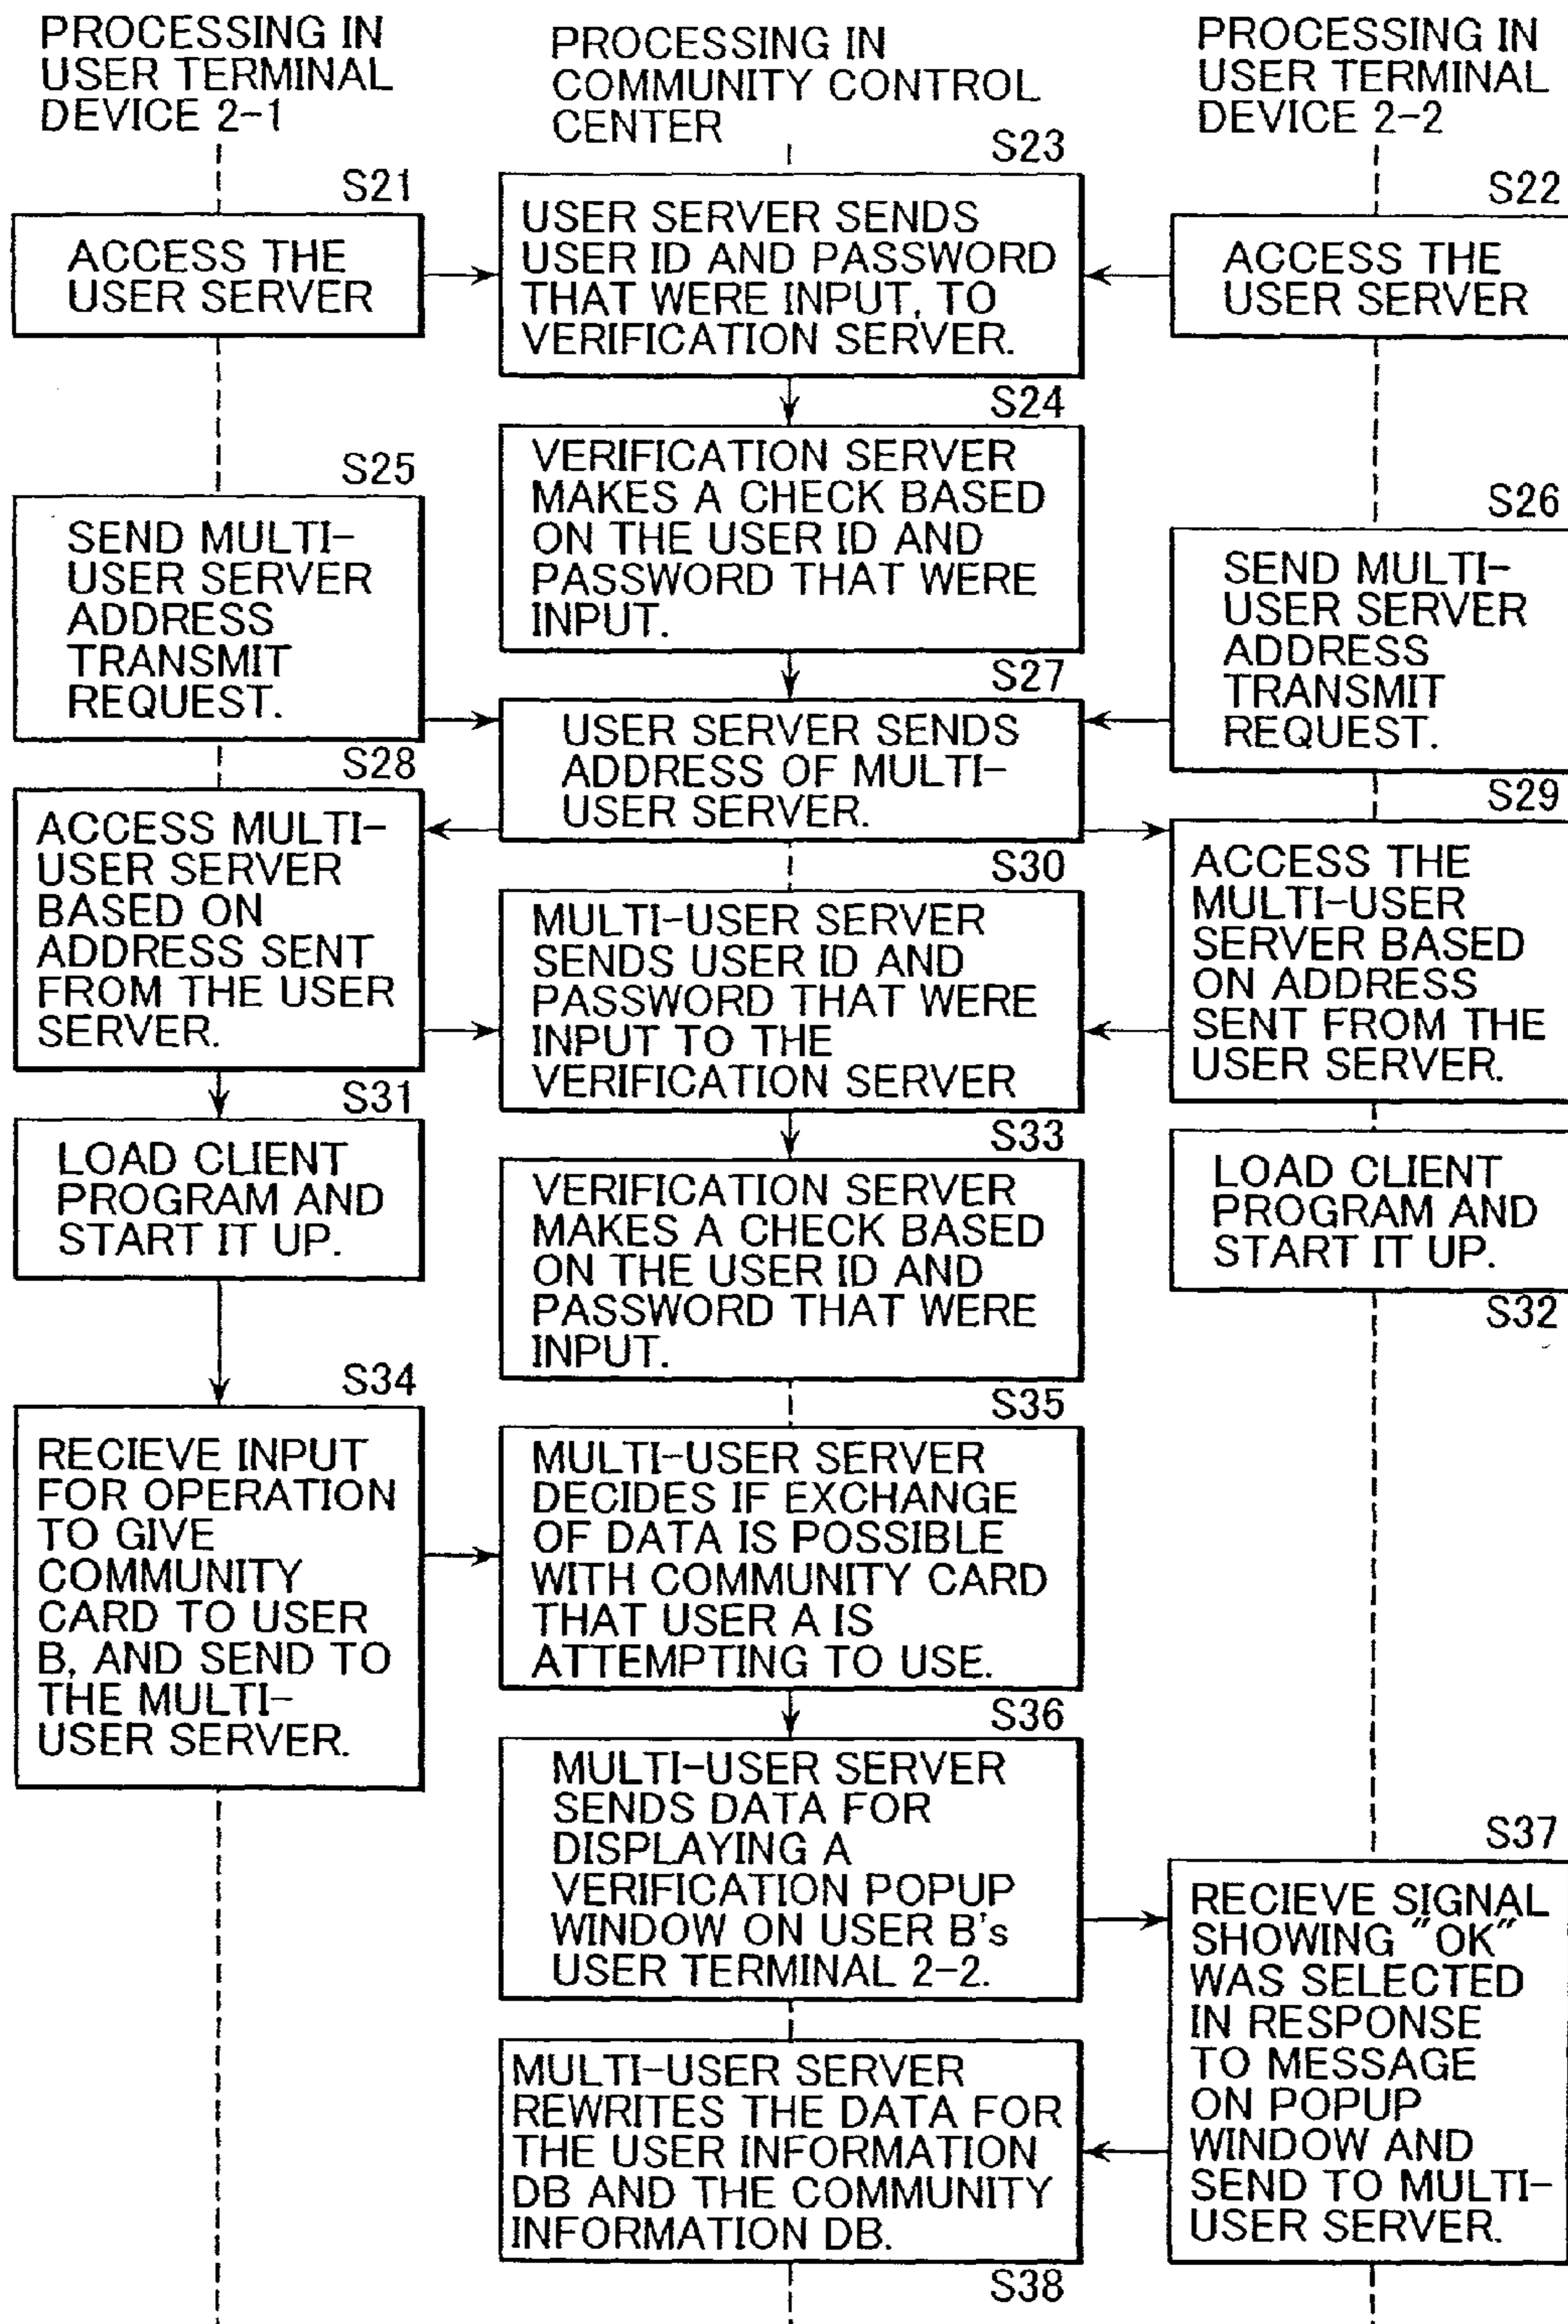 PROCESSING IN
USER TERMINAL
DEVICE 2-1
PROCESSING IN
COMMUNITY CONTROL
CENTER
PROCESSING IN
USER TERMINAL
DEVICE 2-2
S21
ACCESS THE
USER SERVER
S23
USER SERVER SENDS
USER ID AND PASSWORD
THAT WERE INPUT, TO
VERIFICATION SERVER.
S22
ACCESS THE
USER SERVER
S24
VERIFICATION SERVER
MAKES A CHECK BASED
ON THE USER ID AND
PASSWORD THAT WERE
INPUT.
S25
SEND MULTI-
USER SERVER
ADDRESS
TRANSMIT
REQUEST.
S26
SEND MULTI-
USER SERVER
ADDRESS
TRANSMIT
REQUEST.
S27
USER SERVER SENDS
ADDRESS OF MULTI-
USER SERVER.
S28
ACCESS MULTI-
USER SERVER
BASED ON
ADDRESS SENT
FROM THE USER
SERVER.
S29
ACCESS THE
MULTI-USER
SERVER BASED
ON ADDRESS
SENT FROM THE
USER SERVER.
S30
MULTI-USER SERVER
SENDS USER ID AND
PASSWORD THAT WERE
INPUT TO THE
VERIFICATION SERVER
S31
LOAD CLIENT
PROGRAM AND
START IT UP.
LOAD CLIENT
PROGRAM AND
START IT UP.
S32
S33
VERIFICATION SERVER
MAKES A CHECK BASED
ON THE USER ID AND
PASSWORD THAT WERE
INPUT.
S34
RECIEVE INPUT
FOR OPERATION
TO GIVE
COMMUNITY
CARD TO USER
B, AND SEND TO
THE MULTI-
USER SERVER.
S35
MULTI-USER SERVER
DECIDES IF EXCHANGE
OF DATA IS POSSIBLE
WITH COMMUNITY CARD
THAT USER A IS
ATTEMPTING TO USE.
S36
MULTI-USER SERVER
SENDS DATA FOR
DISPLAYING A
VERIFICATION POPUP
WINDOW ON USER B's
USER TERMINAL 2-2.
S37
RECIEVE SIGNAL
SHOWING "OK"
WAS SELECTED
IN RESPONSE
TO MESSAGE
ON POPUP
WINDOW AND
SEND TO MULTI-
USER SERVER.
MULTI-USER SERVER
REWRITES THE DATA FOR
THE USER INFORMATION
DB AND THE COMMUNITY
INFORMATION DB.
S38